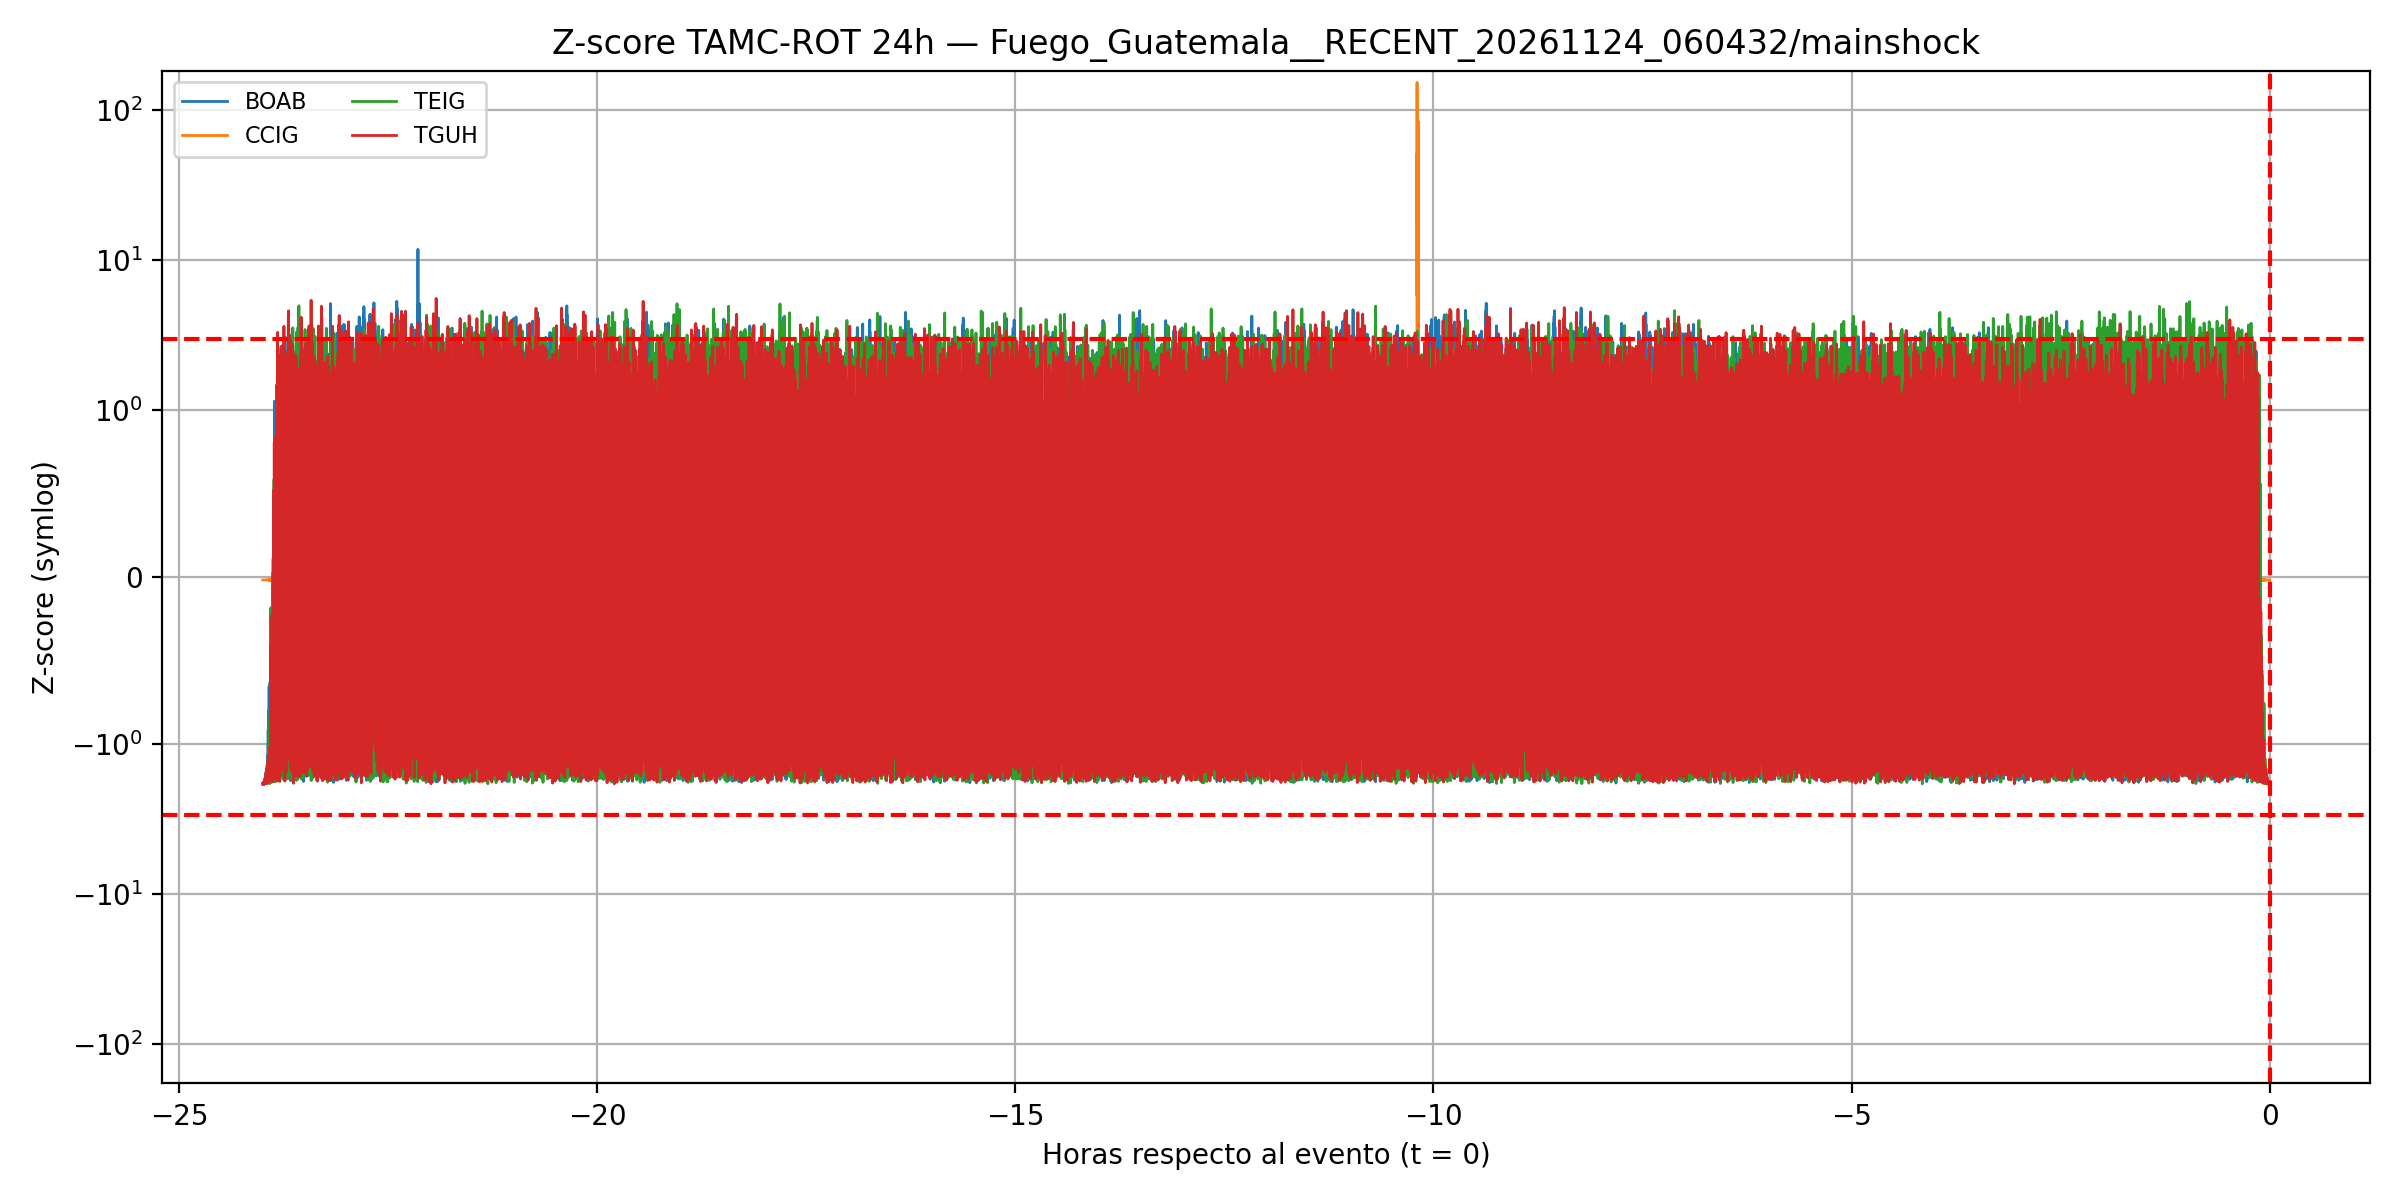 Z-score TAMC-ROT 24h — Fuego_Guatemala__RECENT_20261124_060432/mainshock
BOAB TEIG
CCIG TGUH
10²
10¹
10⁰
0
−10⁰
−10¹
−10²
Z-score (symlog)
−25 −20 −15 −10 −5 0
Horas respecto al evento (t = 0)